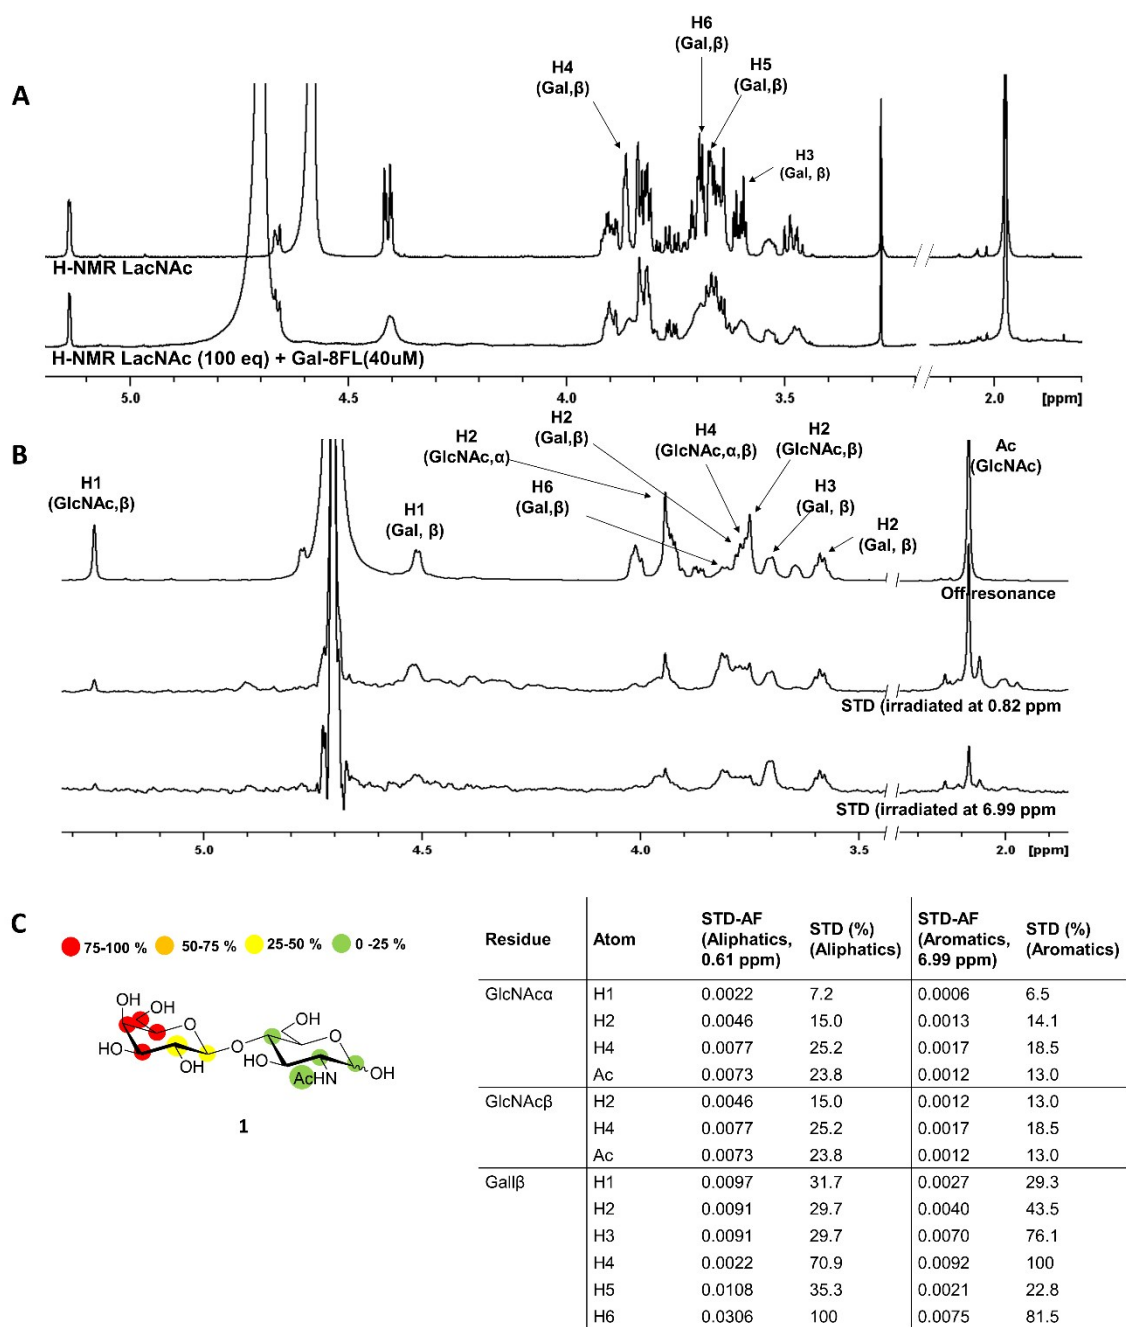 A
H6
(Gal,β)
H4
(Gal,β)
H5
(Gal,β)
H3
(Gal, β)
H-NMR LacNAc
H-NMR LacNAc (100 eq) + Gal-8FL(40uM)
5.0 4.5 4.0 3.5 2.0 [ppm]
B
H2
(Gal,β)
H2
(GlcNAc,α)
H4
(GlcNAc,α,β)
H2
(GlcNAc,β)
Ac
(GlcNAc)
H1
(GlcNAc,β)
H6
(Gal,β)
H1
(Gal, β)
H3
(Gal, β)
H2
(Gal, β)
Off-resonance
STD (irradiated at 0.82 ppm
STD (irradiated at 6.99 ppm
5.0 4.5 4.0 3.5 2.0 [ppm]
C
75-100 % 50-75 % 25-50 % 0 -25 %
OH
OH
HO
O
OH
O
OH
HO
O
AcHN
OH
1
Residue Atom STD-AF (Aliphatics, 0.61 ppm) STD (%) (Aliphatics) STD-AF (Aromatics, 6.99 ppm) STD (%) (Aromatics)
GlcNAcα H1 0.0022 7.2 0.0006 6.5
H2 0.0046 15.0 0.0013 14.1
H4 0.0077 25.2 0.0017 18.5
Ac 0.0073 23.8 0.0012 13.0
GlcNAcβ H2 0.0046 15.0 0.0012 13.0
H4 0.0077 25.2 0.0017 18.5
Ac 0.0073 23.8 0.0012 13.0
Gallβ H1 0.0097 31.7 0.0027 29.3
H2 0.0091 29.7 0.0040 43.5
H3 0.0091 29.7 0.0070 76.1
H4 0.0022 70.9 0.0092 100
H5 0.0108 35.3 0.0021 22.8
H6 0.0306 100 0.0075 81.5